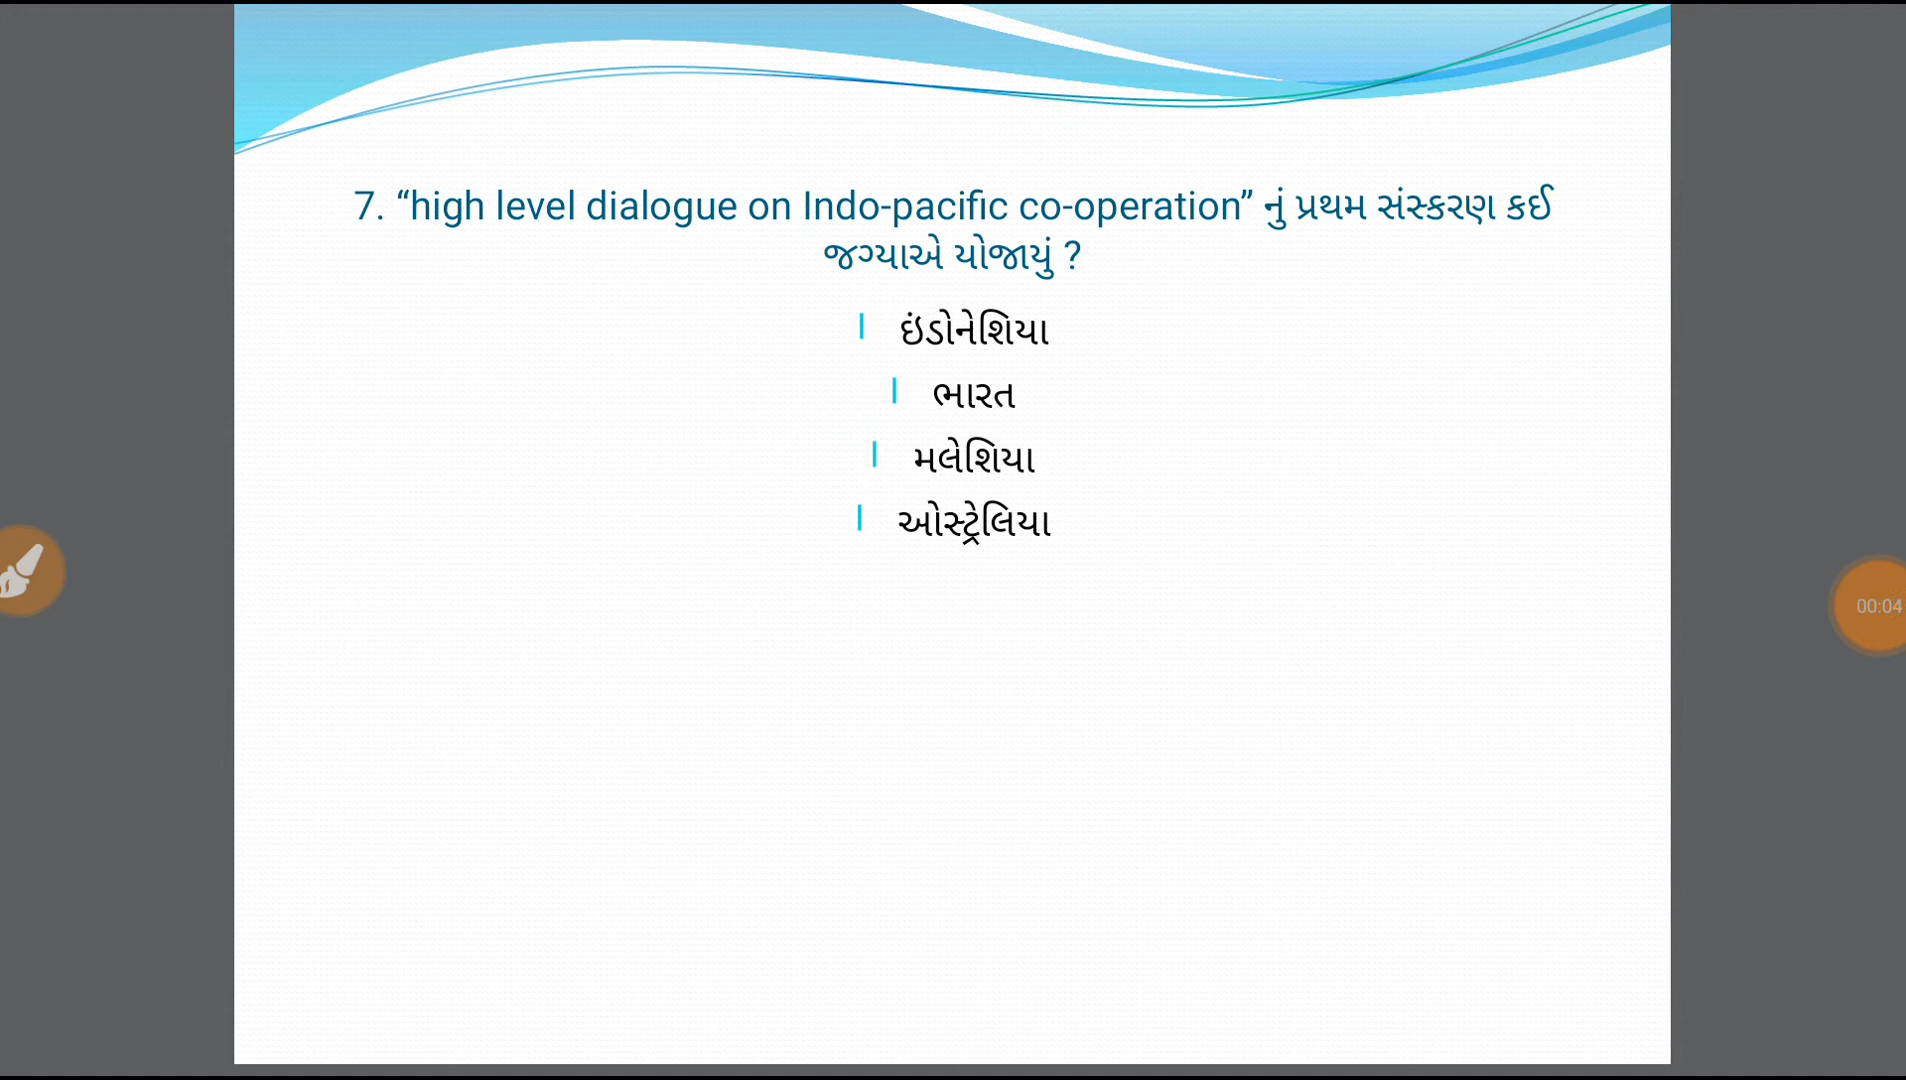 7. “high level dialogue on Indo-pacific co-operation” નું પ્રથમ સંસ્કરણ કઈ
જગ્યાએ યોજાયું ?
ઇંડોનેશિયા
ભારત
મલેશિયા
ઓસ્ટ્રેલિયા
00:04